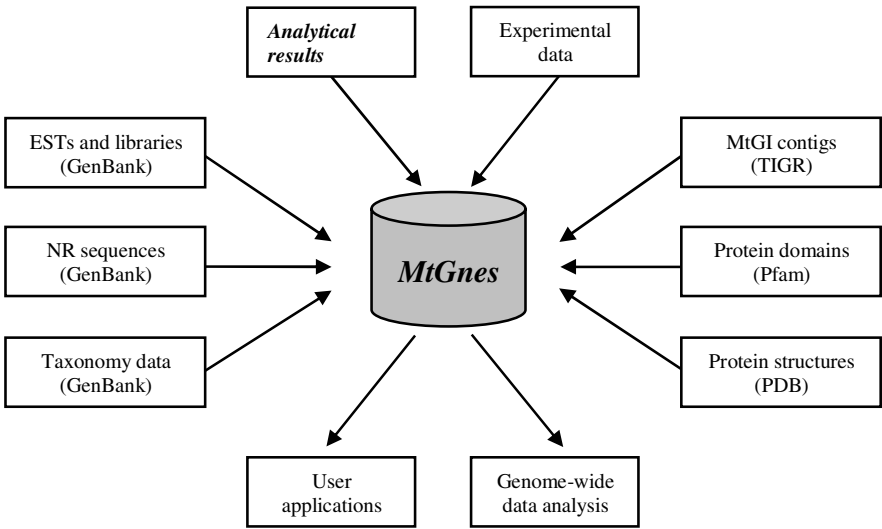 Analytical
results
Experimental
data
ESTs and libraries
(GenBank)
MtGI contigs
(TIGR)
NR sequences
(GenBank)
MtGnes
Protein domains
(Pfam)
Taxonomy data
(GenBank)
Protein structures
(PDB)
User
applications
Genome-wide
data analysis